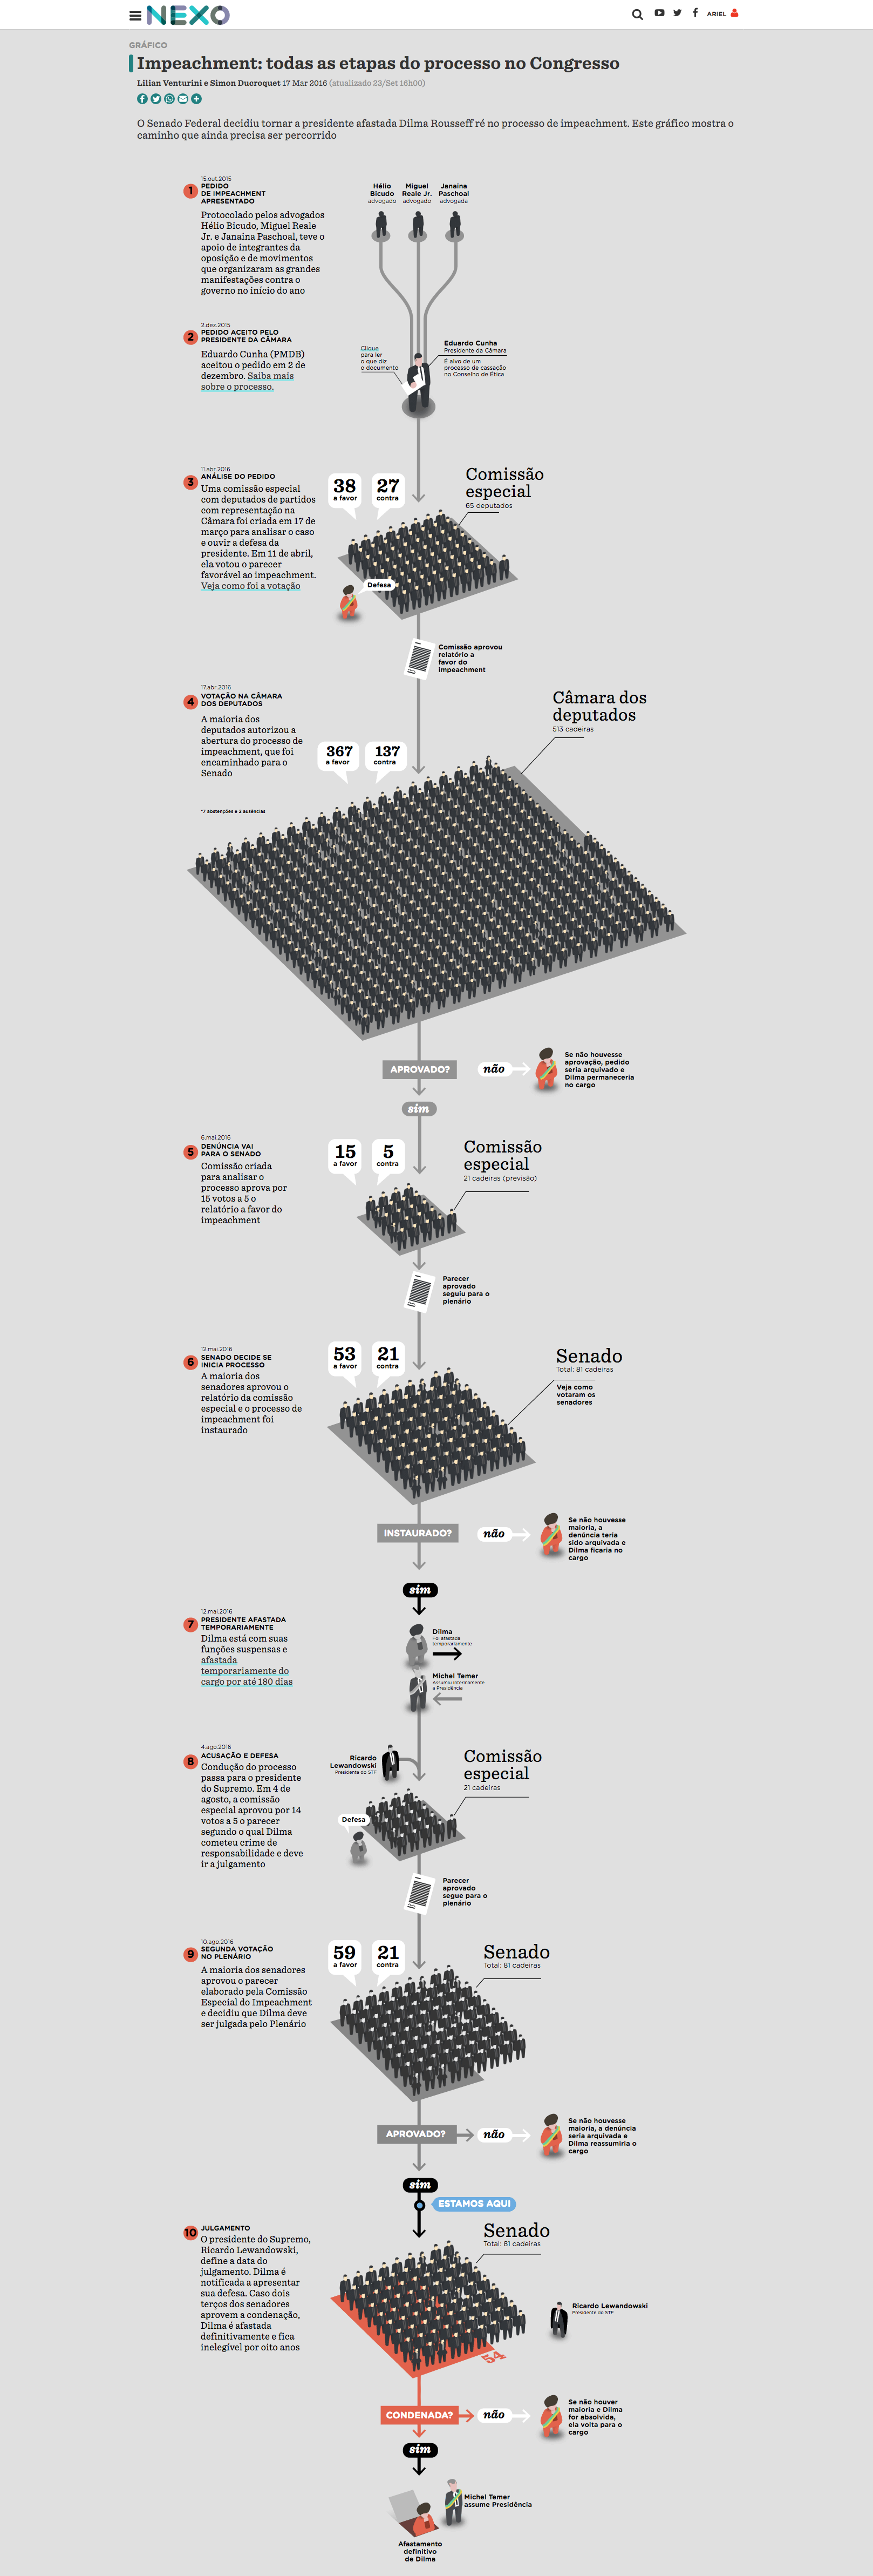 NEXO
ARIEL
GRÁFICO
Impeachment: todas as etapas do processo no Congresso
Lilian Venturini e Simon Ducroquet 17 Mar 2016 (atualizado 23/Set 16h00)
O Senado Federal decidiu tornar a presidente afastada Dilma Rousseff ré no processo de impeachment. Este gráfico mostra o
caminho que ainda precisa ser percorrido
15.out.2015
1
PEDIDO
DE IMPEACHMENT
APRESENTADO
Protocolado pelos advogados
Hélio Bicudo, Miguel Reale
Jr. e Janaina Paschoal, teve o
apoio de integrantes da
oposição e de movimentos
que organizaram as grandes
manifestações contra o
governo no início do ano
Hélio
Bicudo
advogado
Miguel
Reale Jr.
advogado
Janaina
Paschoal
advogada
2.dez.2015
2
PEDIDO ACEITO PELO
PRESIDENTE DA CÂMARA
Eduardo Cunha (PMDB)
aceitou o pedido em 2 de
dezembro. Saiba mais
sobre o processo.
Clique
para ler
o que diz
o documento
Eduardo Cunha
Presidente da Câmara
É alvo de um
processo de cassação
no Conselho de Ética
11.abr.2016
3
ANÁLISE DO PEDIDO
Uma comissão especial
com deputados de partidos
com representação na
Câmara foi criada em 17 de
março para analisar o caso
e ouvir a defesa da
presidente. Em 11 de abril,
ela votou o parecer
favorável ao impeachment.
Veja como foi a votação
38
a favor
27
contra
Comissão
especial
65 deputados
Defesa
Comissão aprovou
relatório a
favor do
impeachment
17.abr.2016
4
VOTAÇÃO NA CÂMARA
DOS DEPUTADOS
A maioria dos
deputados autorizou a
abertura do processo de
impeachment, que foi
encaminhado para o
Senado
*7 abstenções e 2 ausências
367
a favor
137
contra
Câmara dos
deputados
513 cadeiras
APROVADO?
não
Se não houvesse
aprovação, pedido
seria arquivado e
Dilma permaneceria
no cargo
sim
6.mai.2016
5
DENÚNCIA VAI
PARA O SENADO
Comissão criada
para analisar o
processo aprova por
15 votos a 5 o
relatório a favor do
impeachment
15
a favor
5
contra
Comissão
especial
21 cadeiras (previsão)
Parecer
aprovado
seguiu para o
plenário
12.mai.2016
6
SENADO DECIDE SE
INICIA PROCESSO
A maioria dos
senadores aprovou o
relatório da comissão
especial e o processo de
impeachment foi
instaurado
53
a favor
21
contra
Senado
Total: 81 cadeiras
Veja como
votaram os
senadores
INSTAURADO?
não
Se não houvesse
maioria, a
denúncia teria
sido arquivada e
Dilma ficaria no
cargo
sim
12.mai.2016
7
PRESIDENTE AFASTADA
TEMPORARIAMENTE
Dilma está com suas
funções suspensas e
afastada
temporariamente do
cargo por até 180 dias
Dilma
Foi afastada
temporariamente
Michel Temer
Assumiu interinamente
a Presidência
4.ago.2016
8
ACUSAÇÃO E DEFESA
Condução do processo
passa para o presidente
do Supremo. Em 4 de
agosto, a comissão
especial aprovou por 14
votos a 5 o parecer
segundo o qual Dilma
cometeu crime de
responsabilidade e deve
ir a julgamento
Ricardo
Lewandowski
Presidente do STF
Defesa
Comissão
especial
21 cadeiras
Parecer
aprovado
segue para o
plenário
10.ago.2016
9
SEGUNDA VOTAÇÃO
NO PLENÁRIO
A maioria dos senadores
aprovou o parecer
elaborado pela Comissão
Especial do Impeachment
e decidiu que Dilma deve
ser julgada pelo Plenário
59
a favor
21
contra
Senado
Total: 81 cadeiras
APROVADO?
não
Se não houvesse
maioria, a denúncia
seria arquivada e
Dilma reassumiria o
cargo
sim
ESTAMOS AQUI
10
JULGAMENTO
O presidente do Supremo,
Ricardo Lewandowski,
define a data do
julgamento. Dilma é
notificada a apresentar
sua defesa. Caso dois
terços dos senadores
aprovem a condenação,
Dilma é afastada
definitivamente e fica
inelegível por oito anos
Senado
Total: 81 cadeiras
Ricardo Lewandowski
Presidente do STF
54
CONDENADA?
não
Se não houver
maioria e Dilma
for absolvida,
ela volta para o
cargo
sim
Michel Temer
assume Presidência
Afastamento
definitivo
de Dilma